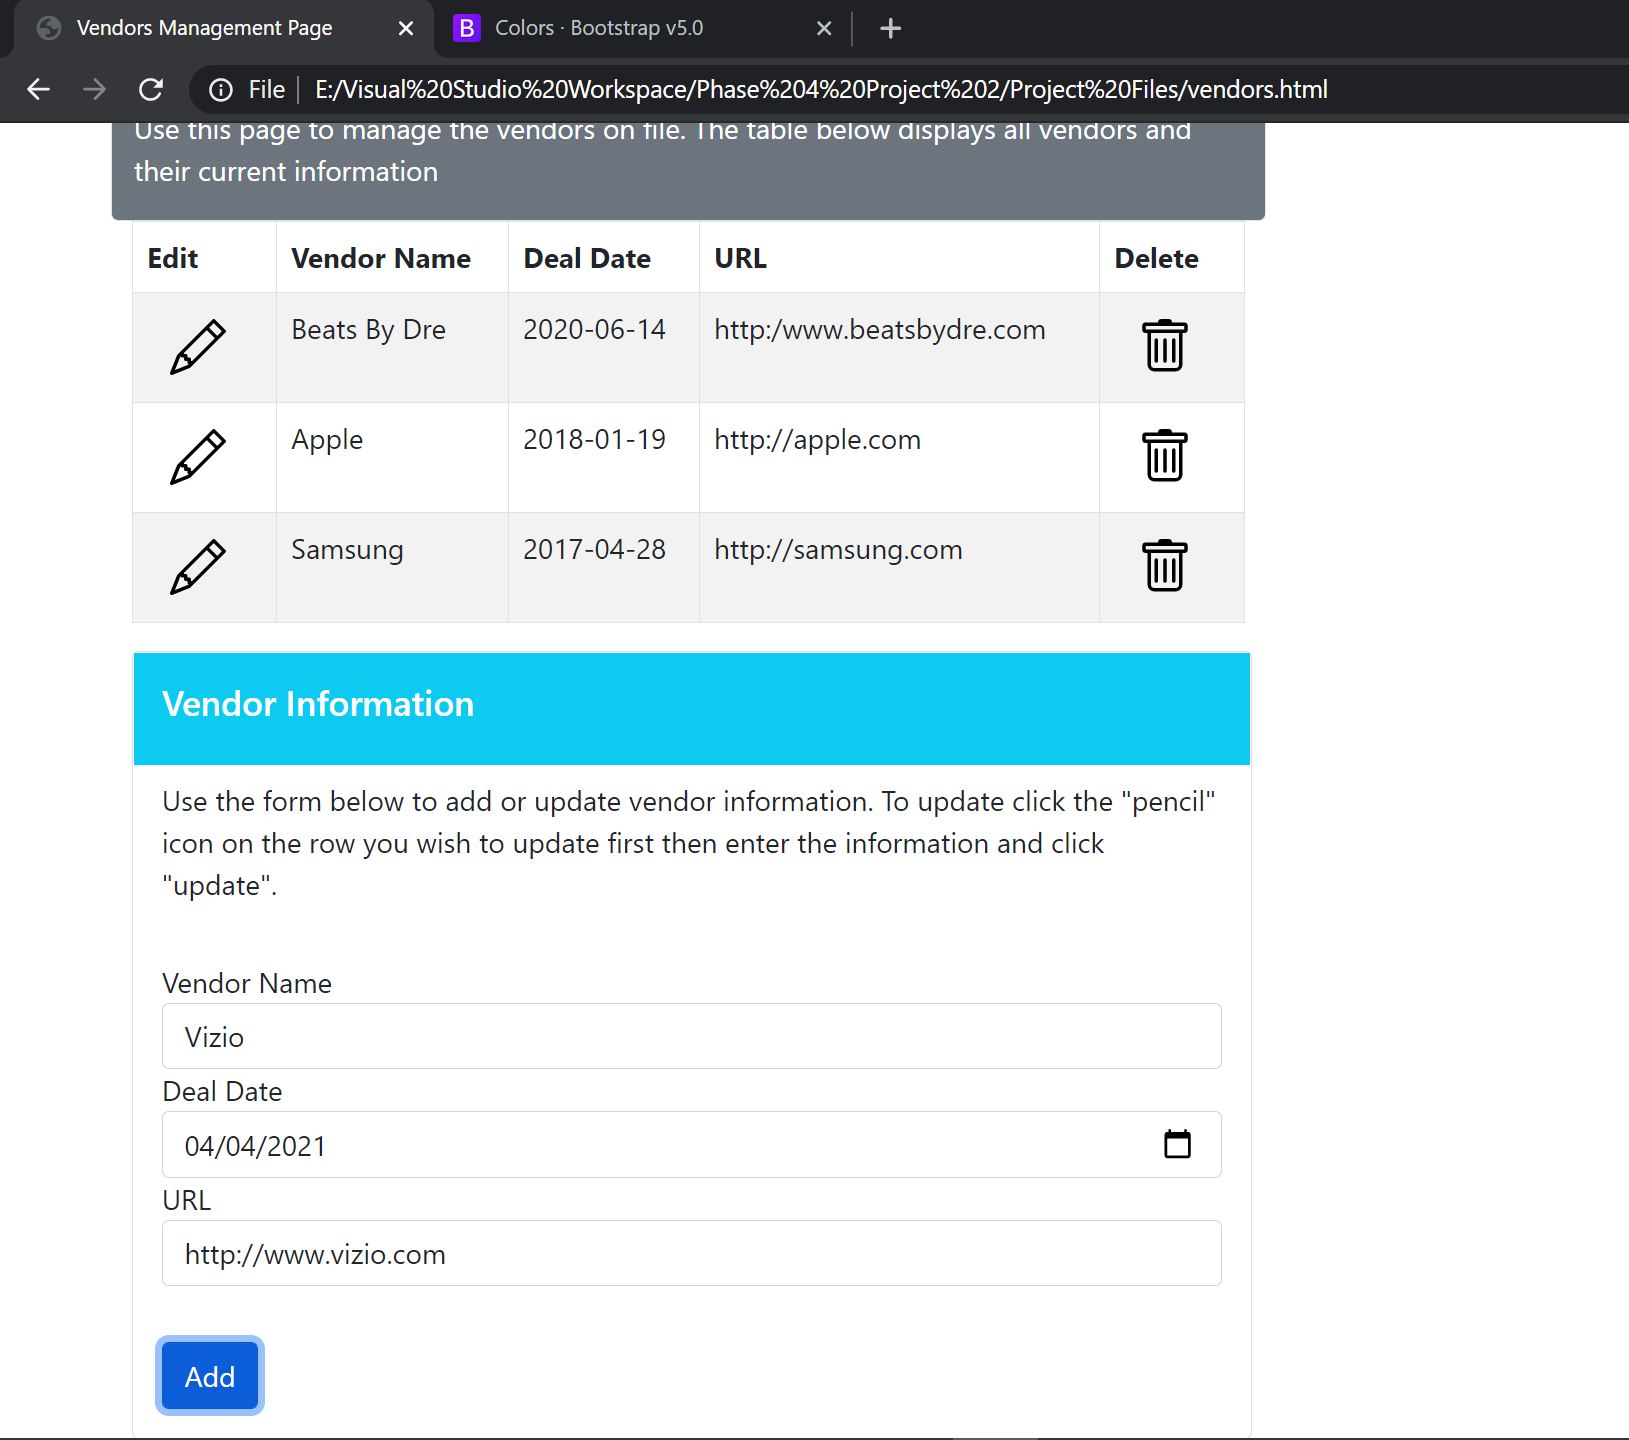 Vendors Management Page
B Colors · Bootstrap v5.0
File E:/Visual%20Studio%20Workspace/Phase%204%20Project%202/Project%20Files/vendors.html
Use this page to manage the vendors on file. The table below displays all vendors and
their current information
Edit Vendor Name Deal Date URL Delete
Beats By Dre 2020-06-14 http:/www.beatsbydre.com
Apple 2018-01-19 http://apple.com
Samsung 2017-04-28 http://samsung.com
Vendor Information
Use the form below to add or update vendor information. To update click the "pencil"
icon on the row you wish to update first then enter the information and click
"update".
Vendor Name
Vizio
Deal Date
04/04/2021
URL
http://www.vizio.com
Add